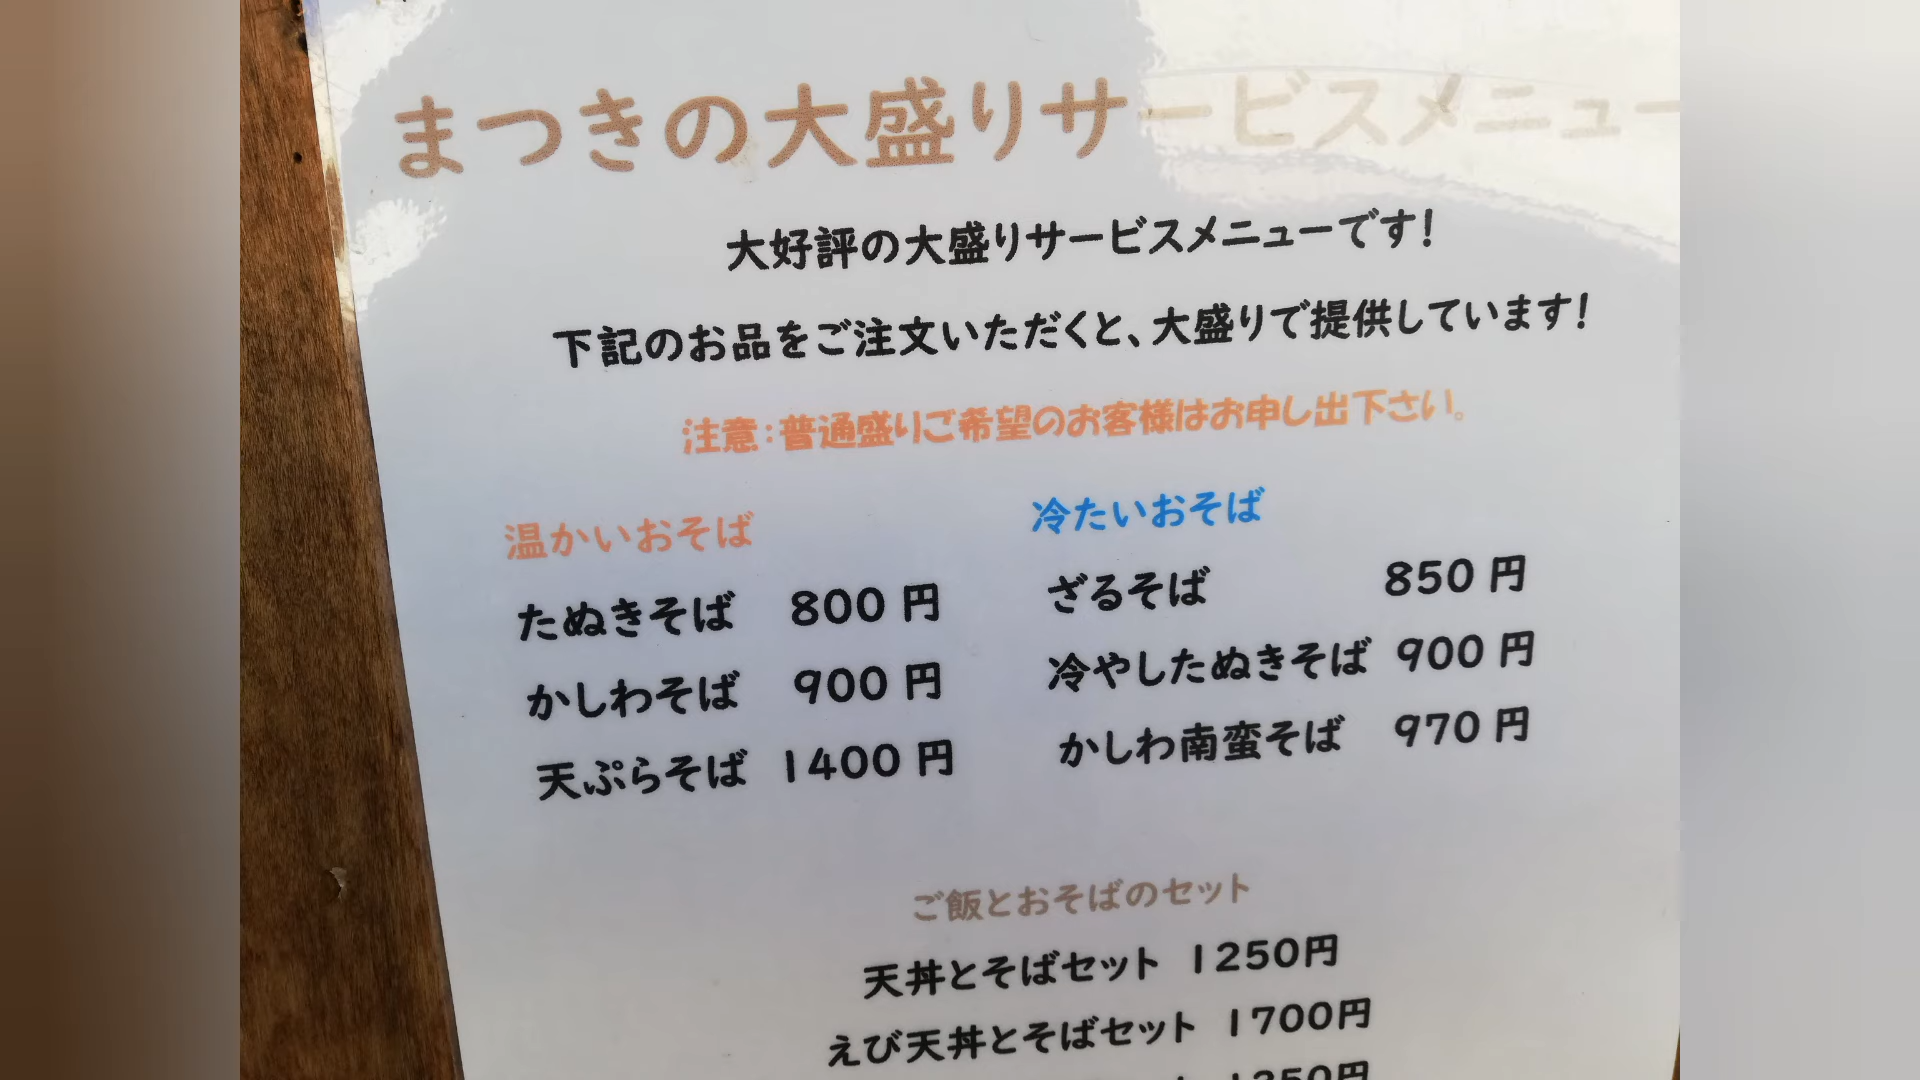 まつきの大盛りサービスメニュー
大好評の大盛りサービスメニューです!
下記のお品をご注文いただくと、大盛りで提供しています!
注意:普通盛りご希望のお客様はお申し出下さい。
温かいおそば
たぬきそば 800円
かしわそば 900円
天ぷらそば 1400円
冷たいおそば
ざるそば 850円
冷やしたぬきそば 900円
かしわ南蛮そば 970円
ご飯とおそばのセット
天丼とそばセット 1250円
えび天丼とそばセット 1700円